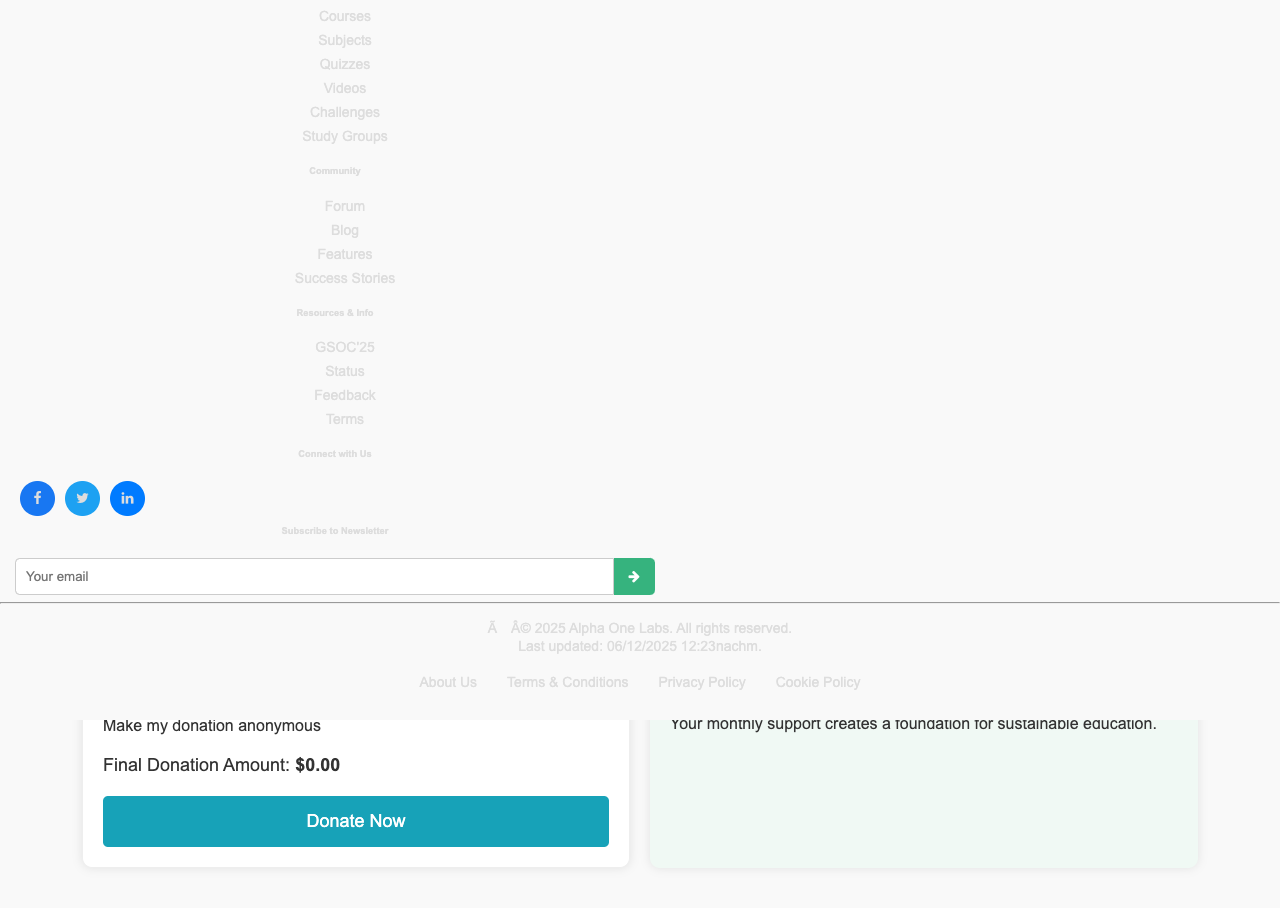 Courses
Subjects
Quizzes
Videos
Challenges
Study Groups
Community
Forum
Blog
Features
Success Stories
Resources & Info
GSOC'25
Status
Feedback
Terms
Connect with Us
Subscribe to Newsletter
Your email
Ã Â© 2025 Alpha One Labs. All rights reserved.
Last updated: 06/12/2025 12:23nachm.
About Us Terms & Conditions Privacy Policy Cookie Policy
Make my donation anonymous
Your monthly support creates a foundation for sustainable education.
Final Donation Amount: $0.00
Donate Now